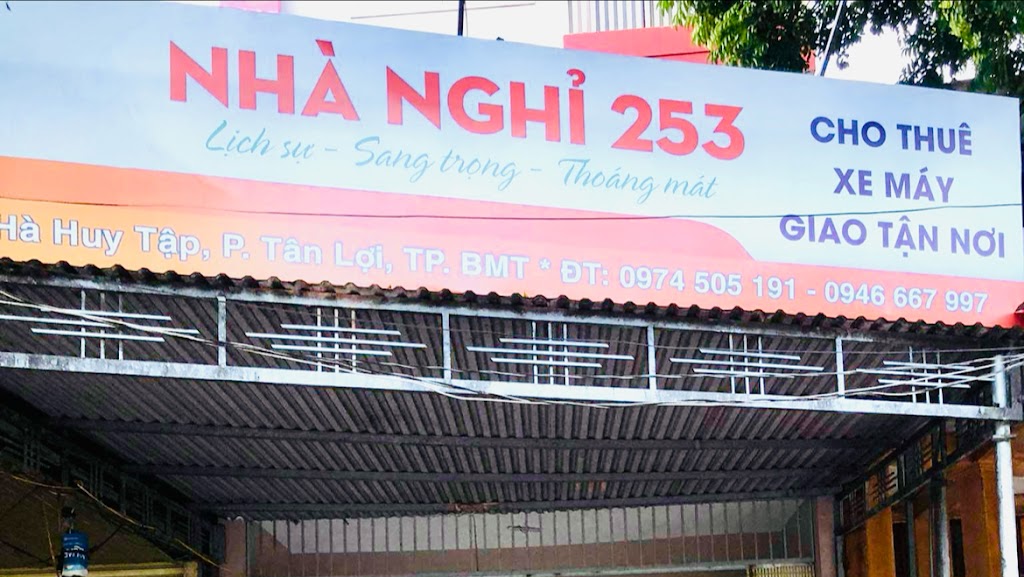 NHÀ NGHỈ 253
Lịch sự - Sang trọng - Thoáng mát
CHO THUÊ
XE MÁY
GIAO TẬN NƠI
Hà Huy Tập, P. Tân Lợi, TP. BMT * ĐT: 0974 505 191 - 0946 667 997